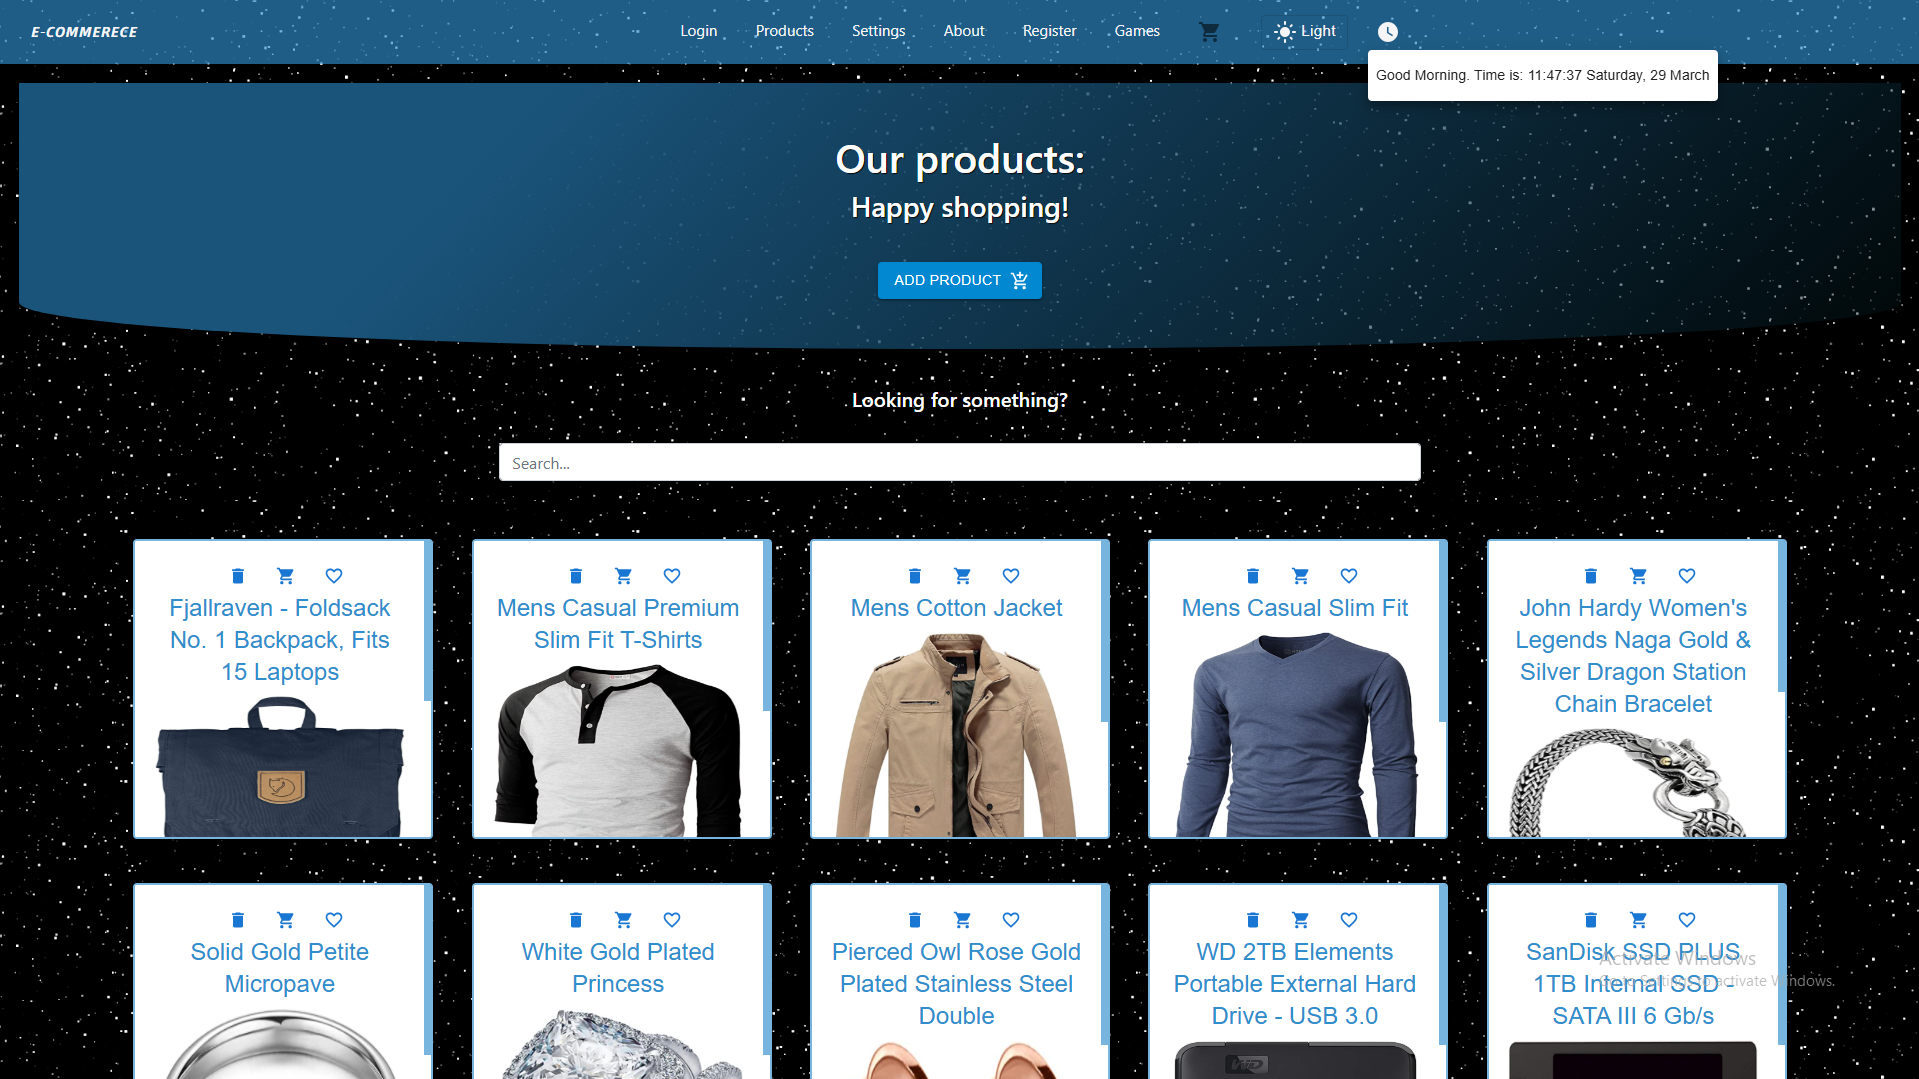 E-COMMERECE
Login
Products
Settings
About
Register
Games
Light
Good Morning. Time is: 11:47:37 Saturday, 29 March
Our products:
Happy shopping!
ADD PRODUCT
Looking for something?
Search...
Fjallraven - Foldsack
No. 1 Backpack, Fits
15 Laptops
Mens Casual Premium
Slim Fit T-Shirts
Mens Cotton Jacket
Mens Casual Slim Fit
John Hardy Women's
Legends Naga Gold &
Silver Dragon Station
Chain Bracelet
Solid Gold Petite
Micropave
White Gold Plated
Princess
Pierced Owl Rose Gold
Plated Stainless Steel
Double
WD 2TB Elements
Portable External Hard
Drive - USB 3.0
WD
SanDisk SSD PLUS
1TB Internal SSD -
SATA III 6 Gb/s
Activate Windows
Go to Settings to activate Windows.